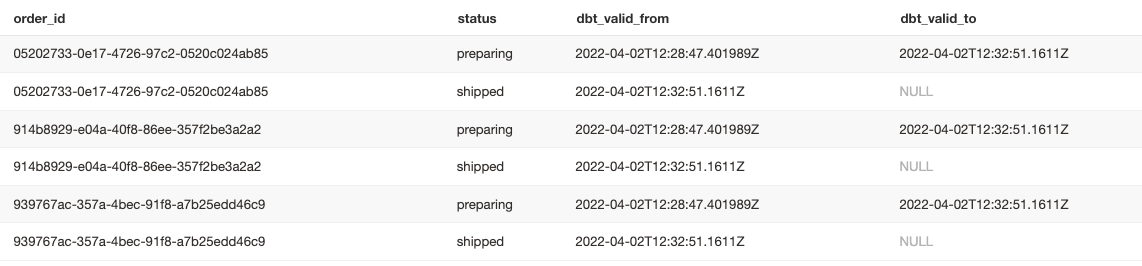 order_id status dbt_valid_from dbt_valid_to
05202733-0e17-4726-97c2-0520c024ab85 preparing 2022-04-02T12:28:47.401989Z 2022-04-02T12:32:51.1611Z
05202733-0e17-4726-97c2-0520c024ab85 shipped 2022-04-02T12:32:51.1611Z NULL
914b8929-e04a-40f8-86ee-357f2be3a2a2 preparing 2022-04-02T12:28:47.401989Z 2022-04-02T12:32:51.1611Z
914b8929-e04a-40f8-86ee-357f2be3a2a2 shipped 2022-04-02T12:32:51.1611Z NULL
939767ac-357a-4bec-91f8-a7b25edd46c9 preparing 2022-04-02T12:28:47.401989Z 2022-04-02T12:32:51.1611Z
939767ac-357a-4bec-91f8-a7b25edd46c9 shipped 2022-04-02T12:32:51.1611Z NULL